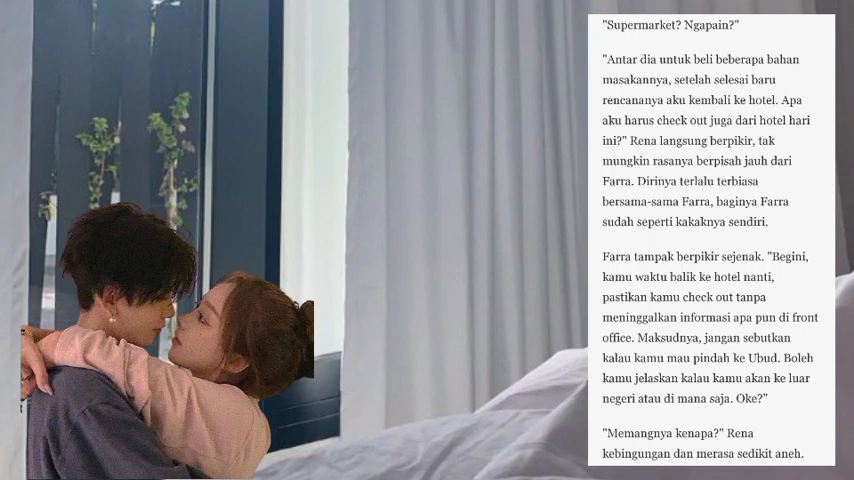 "Supermarket? Ngapain?"
"Antar dia untuk beli beberapa bahan
masakannya, setelah selesai baru
rencananya aku kembali ke hotel. Apa
aku harus check out juga dari hotel hari
ini?" Rena langsung berpikir, tak
mungkin rasanya berpisah jauh dari
Farra. Dirinya terlalu terbiasa
bersama-sama Farra, baginya Farra
sudah seperti kakaknya sendiri.
Farra tampak berpikir sejenak. "Begini,
kamu waktu balik ke hotel nanti,
pastikan kamu check out tanpa
meninggalkan informasi apa pun di front
office. Maksudnya, jangan sebutkan
kalau kamu mau pindah ke Ubud. Boleh
kamu jelaskan kalau kamu akan ke luar
negeri atau di mana saja. Oke?"
"Memangnya kenapa?" Rena
kebingungan dan merasa sedikit aneh.